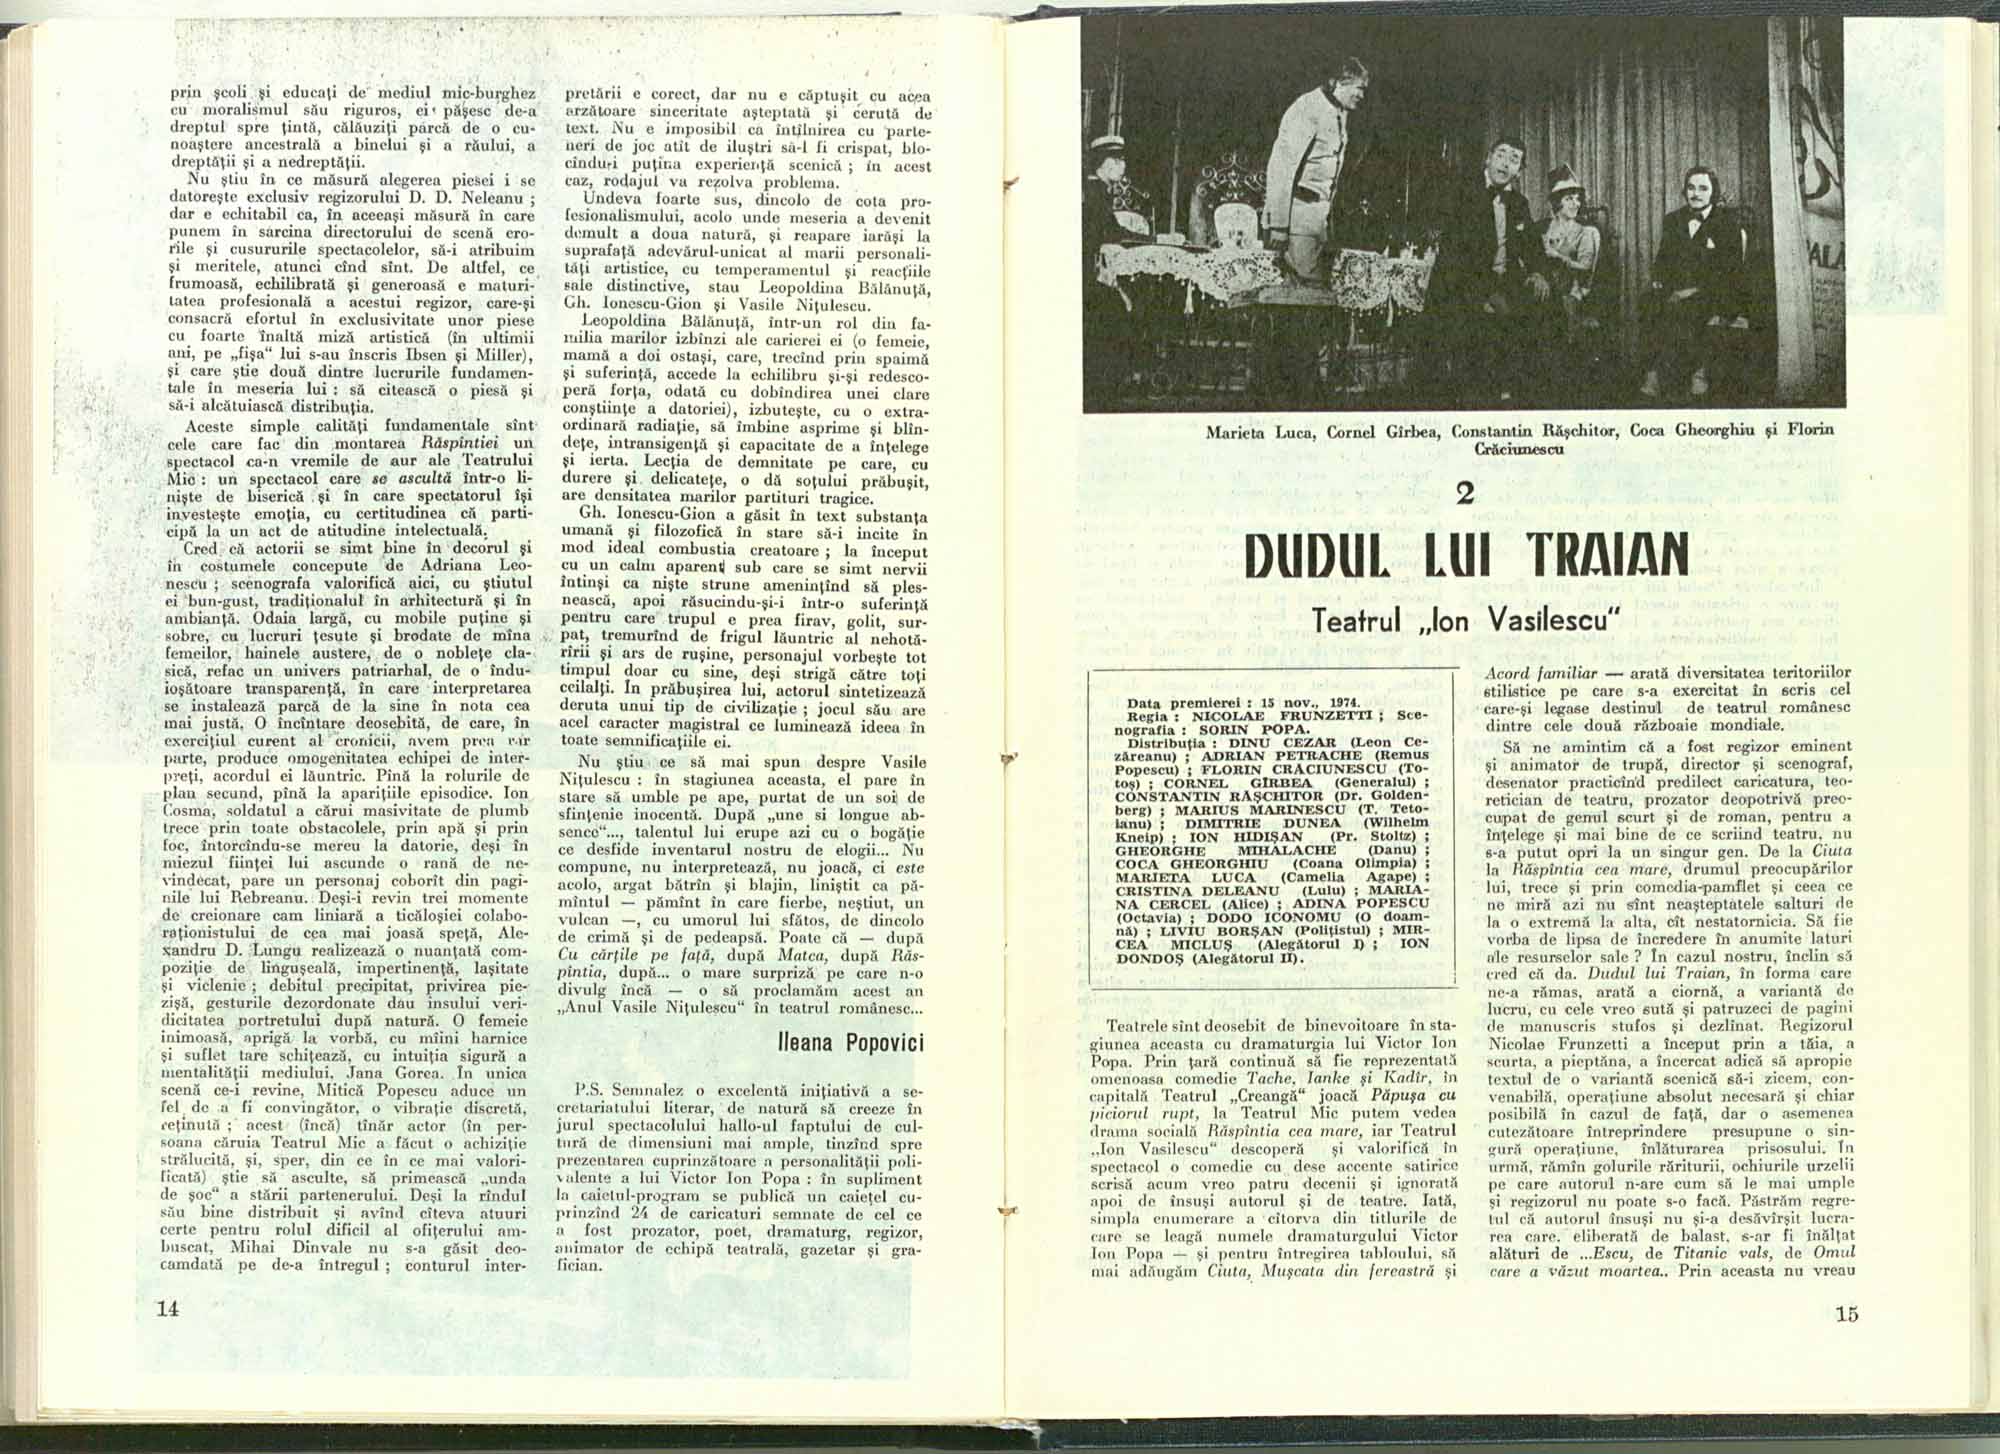 prin școli și educați de mediul mic-burghez
cu moralismul său riguros, ei pășesc de-a
dreptul spre țintă, călăuziți parcă de o cu-
noaștere ancestrală a binelui și a răului, a
dreptății și a nedreptății.
Nu știu în ce măsură alegerea piesei i se
datorește exclusiv regizorului D. D. Neleanu ;
dar e echitabil ca, în aceeași măsură în care
punem în sarcina directorului de scenă ero-
rile și cusururile spectacolelor, să-i atribuim
și meritele, atunci cînd sînt. De altfel, ce
frumoasă, echilibrată și generoasă e maturi-
tatea profesională a acestui regizor, care-și
consacră efortul în exclusivitate unor piese
cu foarte înaltă miză artistică (în ultimii
ani, pe „fișa“ lui s-au înscris Ibsen și Miller),
și care știe două dintre lucrurile fundamen-
tale în meseria lui : să citească o piesă și
să-i alcătuiască distribuția.
Aceste simple calități fundamentale sînt
cele care fac din montarea Răspîntiei un
spectacol ca-n vremile de aur ale Teatrului
Mic : un spectacol care se ascultă într-o li-
niște de biserică și în care spectatorul își
investește emoția, cu certitudinea că parti-
cipă la un act de atitudine intelectuală.
Cred că actorii se simt bine în decorul și
în costumele concepute de Adriana Leo-
nescu ; scenografa valorifică aici, cu știutul
ei bun-gust, tradiționalul în arhitectură și în
ambianță. Odaia largă, cu mobile puține și
sobre, cu lucruri țesute și brodate de mîna
femeilor, hainele austere, de o noblețe cla-
sică, refac un univers patriarhal, de o îndu-
ioșătoare transparență, în care interpretarea
se instalează parcă de la sine în nota cea
mai justă. O încîntare deosebită, de care, în
exercițiul curent al cronicii, avem prea rar
parte, produce omogenitatea echipei de inter-
preți, acordul ei lăuntric. Pînă la rolurile de
plan secund, pînă la aparițiile episodice. Ion
Cosma, soldatul a cărui masivitate de plumb
trece prin toate obstacolele, prin apă și prin
foc, întorcîndu-se mereu la datorie, deși în
miezul ființei lui ascunde o rană de ne-
vindecat, pare un personaj coborît din pagi-
nile lui Rebreanu. Deși-i revin trei momente
de creionare cam liniară a ticăloșiei colabo-
raționistului de cea mai joasă speță, Ale-
xandru D. Lungu realizează o nuanțată com-
poziție de lingușeală, impertinență, lașitate
și viclenie ; debitul precipitat, privirea pie-
zișă, gesturile dezordonate dau insului veri-
dicitatea portretului după natură. O femeie
inimoasă, aprigă la vorbă, cu mîini harnice
și suflet tare schițează, cu intuiția sigură a
mentalității mediului, Jana Gorea. În unica
scenă ce-i revine, Mitică Popescu aduce un
fel de a fi convingător, o vibrație discretă,
reținută ; acest (încă) tînăr actor (în per-
soana căruia Teatrul Mic a făcut o achiziție
strălucită, și, sper, din ce în ce mai valori-
ficată) știe să asculte, să primească „unda
de șoc“ a stării partenerului. Deși la rîndul
său bine distribuit și avînd cîteva atuuri
certe pentru rolul dificil al ofițerului am-
buscat, Mihai Dinvale nu s-a găsit deo-
camdată pe de-a întregul ; conturul inter-
pretării e corect, dar nu e căptușit cu acea
arzătoare sinceritate așteptată și cerută de
text. Nu e imposibil ca întîlnirea cu parte-
neri de joc atît de iluștri să-l fi crispat, blo-
cîndu-i puțina experiență scenică ; în acest
caz, rodajul va rezolva problema.
Undeva foarte sus, dincolo de cota pro-
fesionalismului, acolo unde meseria a devenit
demult a doua natură, și reapare iarăși la
suprafață adevărul-unicat al marii personali-
tăți artistice, cu temperamentul și reacțiile
sale distinctive, stau Leopoldina Bălănuță,
Gh. Ionescu-Gion și Vasile Nițulescu.
Leopoldina Bălănuță, într-un rol din fa-
milia marilor izbînzi ale carierei ei (o femeie,
mamă a doi ostași, care, trecînd prin spaimă
și suferință, accede la echilibru și-și redesco-
peră forța, odată cu dobîndirea unei clare
conștiințe a datoriei), izbutește, cu o extra-
ordinară radiație, să îmbine asprime și blîn-
dețe, intransigență și capacitate de a înțelege
și ierta. Lecția de demnitate pe care, cu
durere și delicatețe, o dă soțului prăbușit,
are densitatea marilor partituri tragice.
Gh. Ionescu-Gion a găsit în text substanța
umană și filozofică în stare să-i incite în
mod ideal combustia creatoare ; la început
cu un calm aparent sub care se simt nervii
întinși ca niște strune amenințînd să ples-
nească, apoi răsucindu-și-i într-o suferință
pentru care trupul e prea firav, golit, sur-
pat, tremurînd de frigul lăuntric al nehotă-
rîrii și ars de rușine, personajul vorbește tot
timpul doar cu sine, deși strigă către toți
ceilalți. În prăbușirea lui, actorul sintetizează
deruta unui tip de civilizație ; jocul său are
acel caracter magistral ce luminează ideea în
toate semnificațiile ei.
Nu știu ce să mai spun despre Vasile
Nițulescu : în stagiunea aceasta, el pare în
stare să umble pe ape, purtat de un soi de
sfințenie inocentă. După „une si longue ab-
sence“..., talentul lui erupe azi cu o bogăție
ce desfide inventarul nostru de elogii... Nu
compune, nu interpretează, nu joacă, ci este
acolo, argat bătrîn și blajin, liniștit ca pă-
mîntul — pămînt în care fierbe, neștiut, un
vulcan —, cu umorul lui sfătos, de dincolo
de crimă și de pedeapsă. Poate că — după
Cu cărțile pe față, după Matca, după Răs-
pîntia, după... o mare surpriză pe care n-o
divulg încă — o să proclamăm acest an
„Anul Vasile Nițulescu“ în teatrul românesc...
Ileana Popovici
P.S. Semnalez o excelentă inițiativă a se-
cretariatului literar, de natură să creeze în
jurul spectacolului hallo-ul faptului de cul-
tură de dimensiuni mai ample, tinzînd spre
prezentarea cuprinzătoare a personalității poli-
valente a lui Victor Ion Popa : în supliment
la caietul-program se publică un caiețel cu-
prinzînd 24 de caricaturi semnate de cel ce
a fost prozator, poet, dramaturg, regizor,
animator de echipă teatrală, gazetar și gra-
fician.
14
Marieta Luca, Cornel Gîrbea, Constantin Rășchitor, Coca Gheorghiu și Florin
Crăciunescu
2
DUDUL LUI TRAIAN
Teatrul „Ion Vasilescu“
Data premierei : 15 nov., 1974.
Regia : NICOLAE FRUNZETTI ; Sce-
nografia : SORIN POPA.
Distribuția : DINU CEZAR (Leon Ce-
zăreanu) ; ADRIAN PETRACHE (Remus
Popescu) ; FLORIN CRĂCIUNESCU (To-
toș) ; CORNEL GÎRBEA (Generalul) ;
CONSTANTIN RĂȘCHITOR (Dr. Golden-
berg) ; MARIUS MARINESCU (T. Teto-
ianu) ; DIMITRIE DUNEA (Wilhelm
Kneip) ; ION HIDIȘAN (Pr. Stoltz) ;
GHEORGHE MIHALACHE (Danu) ;
COCA GHEORGHIU (Coana Olimpia) ;
MARIETA LUCA (Camelia Agape) ;
CRISTINA DELEANU (Lulu) ; MARIA-
NA CERCEL (Alice) ; ADINA POPESCU
(Octavia) ; DODO ICONOMU (O doam-
nă) ; LIVIU BORȘAN (Polițistul) ; MIR-
CEA MICLUȘ (Alegătorul I) ; ION
DONDOȘ (Alegătorul II).
Teatrele sînt deosebit de binevoitoare în sta-
giunea aceasta cu dramaturgia lui Victor Ion
Popa. Prin țară continuă să fie reprezentată
omenoasa comedie Tache, Ianke și Kadîr, în
capitală Teatrul „Creangă“ joacă Păpușa cu
piciorul rupt, la Teatrul Mic putem vedea
drama socială Răspîntia cea mare, iar Teatrul
„Ion Vasilescu“ descoperă și valorifică în
spectacol o comedie cu dese accente satirice
scrisă acum vreo patru decenii și ignorată
apoi de însuși autorul și de teatre. Iată,
simpla enumerare a cîtorva din titlurile de
care se leagă numele dramaturgului Victor
Ion Popa — și pentru întregirea tabloului, să
mai adăugăm Ciuta, Mușcata din fereastră și
Acord familiar — arată diversitatea teritoriilor
stilistice pe care s-a exercitat în scris cel
care-și legase destinul de teatrul românesc
dintre cele două războaie mondiale.
Să ne amintim că a fost regizor eminent
și animator de trupă, director și scenograf,
desenator practicînd predilect caricatura, teo-
retician de teatru, prozator deopotrivă preo-
cupat de genul scurt și de roman, pentru a
înțelege și mai bine de ce scriind teatru, nu
s-a putut opri la un singur gen. De la Ciuta
la Răspîntia cea mare, drumul preocupărilor
lui, trece și prin comedia-pamflet și ceea ce
ne miră azi nu sînt neașteptatele salturi de
la o extremă la alta, cît nestatornicia. Să fie
vorba de lipsa de încredere în anumite laturi
ale resurselor sale ? În cazul nostru, înclin să
cred că da. Dudul lui Traian, în forma care
ne-a rămas, arată a ciornă, a variantă de
lucru, cu cele vreo sută și patruzeci de pagini
de manuscris stufos și dezlînat. Regizorul
Nicolae Frunzetti a început prin a tăia, a
scurta, a pieptăna, a încercat adică să apropie
textul de o variantă scenică să-i zicem, con-
venabilă, operațiune absolut necesară și chiar
posibilă în cazul de față, dar o asemenea
cutezătoare întreprindere presupune o sin-
gură operațiune, înlăturarea prisosului. În
urmă, rămîn golurile răriturii, ochiurile urzelii
pe care autorul n-are cum să le mai umple
și regizorul nu poate s-o facă. Păstrăm regre-
tul că autorul însuși nu și-a desăvîrșit lucra-
rea care, eliberată de balast, s-ar fi înălțat
alături de ...Escu, de Titanic vals, de Omul
care a văzut moartea.. Prin aceasta nu vreau
15